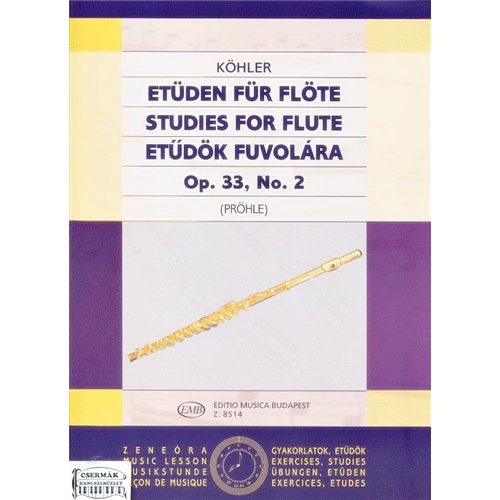 KÖHLER
ETÜDEN FÜR FLÖTE
STUDIES FOR FLUTE
ETŰDÖK FUVOLÁRA
Op. 33, No. 2
(PRÖHLE)
EMB
EDITIO MUSICA BUDAPEST
Z. 8514
ZENEÓRA
MUSIC LESSON
MUSIKSTUNDE
LEÇON DE MUSIQUE
GYAKORLATOK, ETŰDÖK
EXERCISES, STUDIES
ÜBUNGEN, ETÜDEN
EXERCICES, ETUDES
CSERMÁK
HANGSZERÜZLET